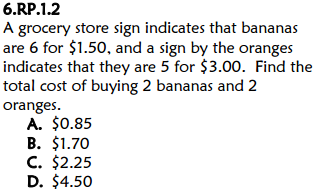 6.RP.1.2
A grocery store sign indicates that bananas
are 6 for $1.50, and a sign by the oranges
indicates that they are 5 for $3.00. Find the
total cost of buying 2 bananas and 2
oranges.
A. $0.85
B. $1.70
C. $2.25
D. $4.50